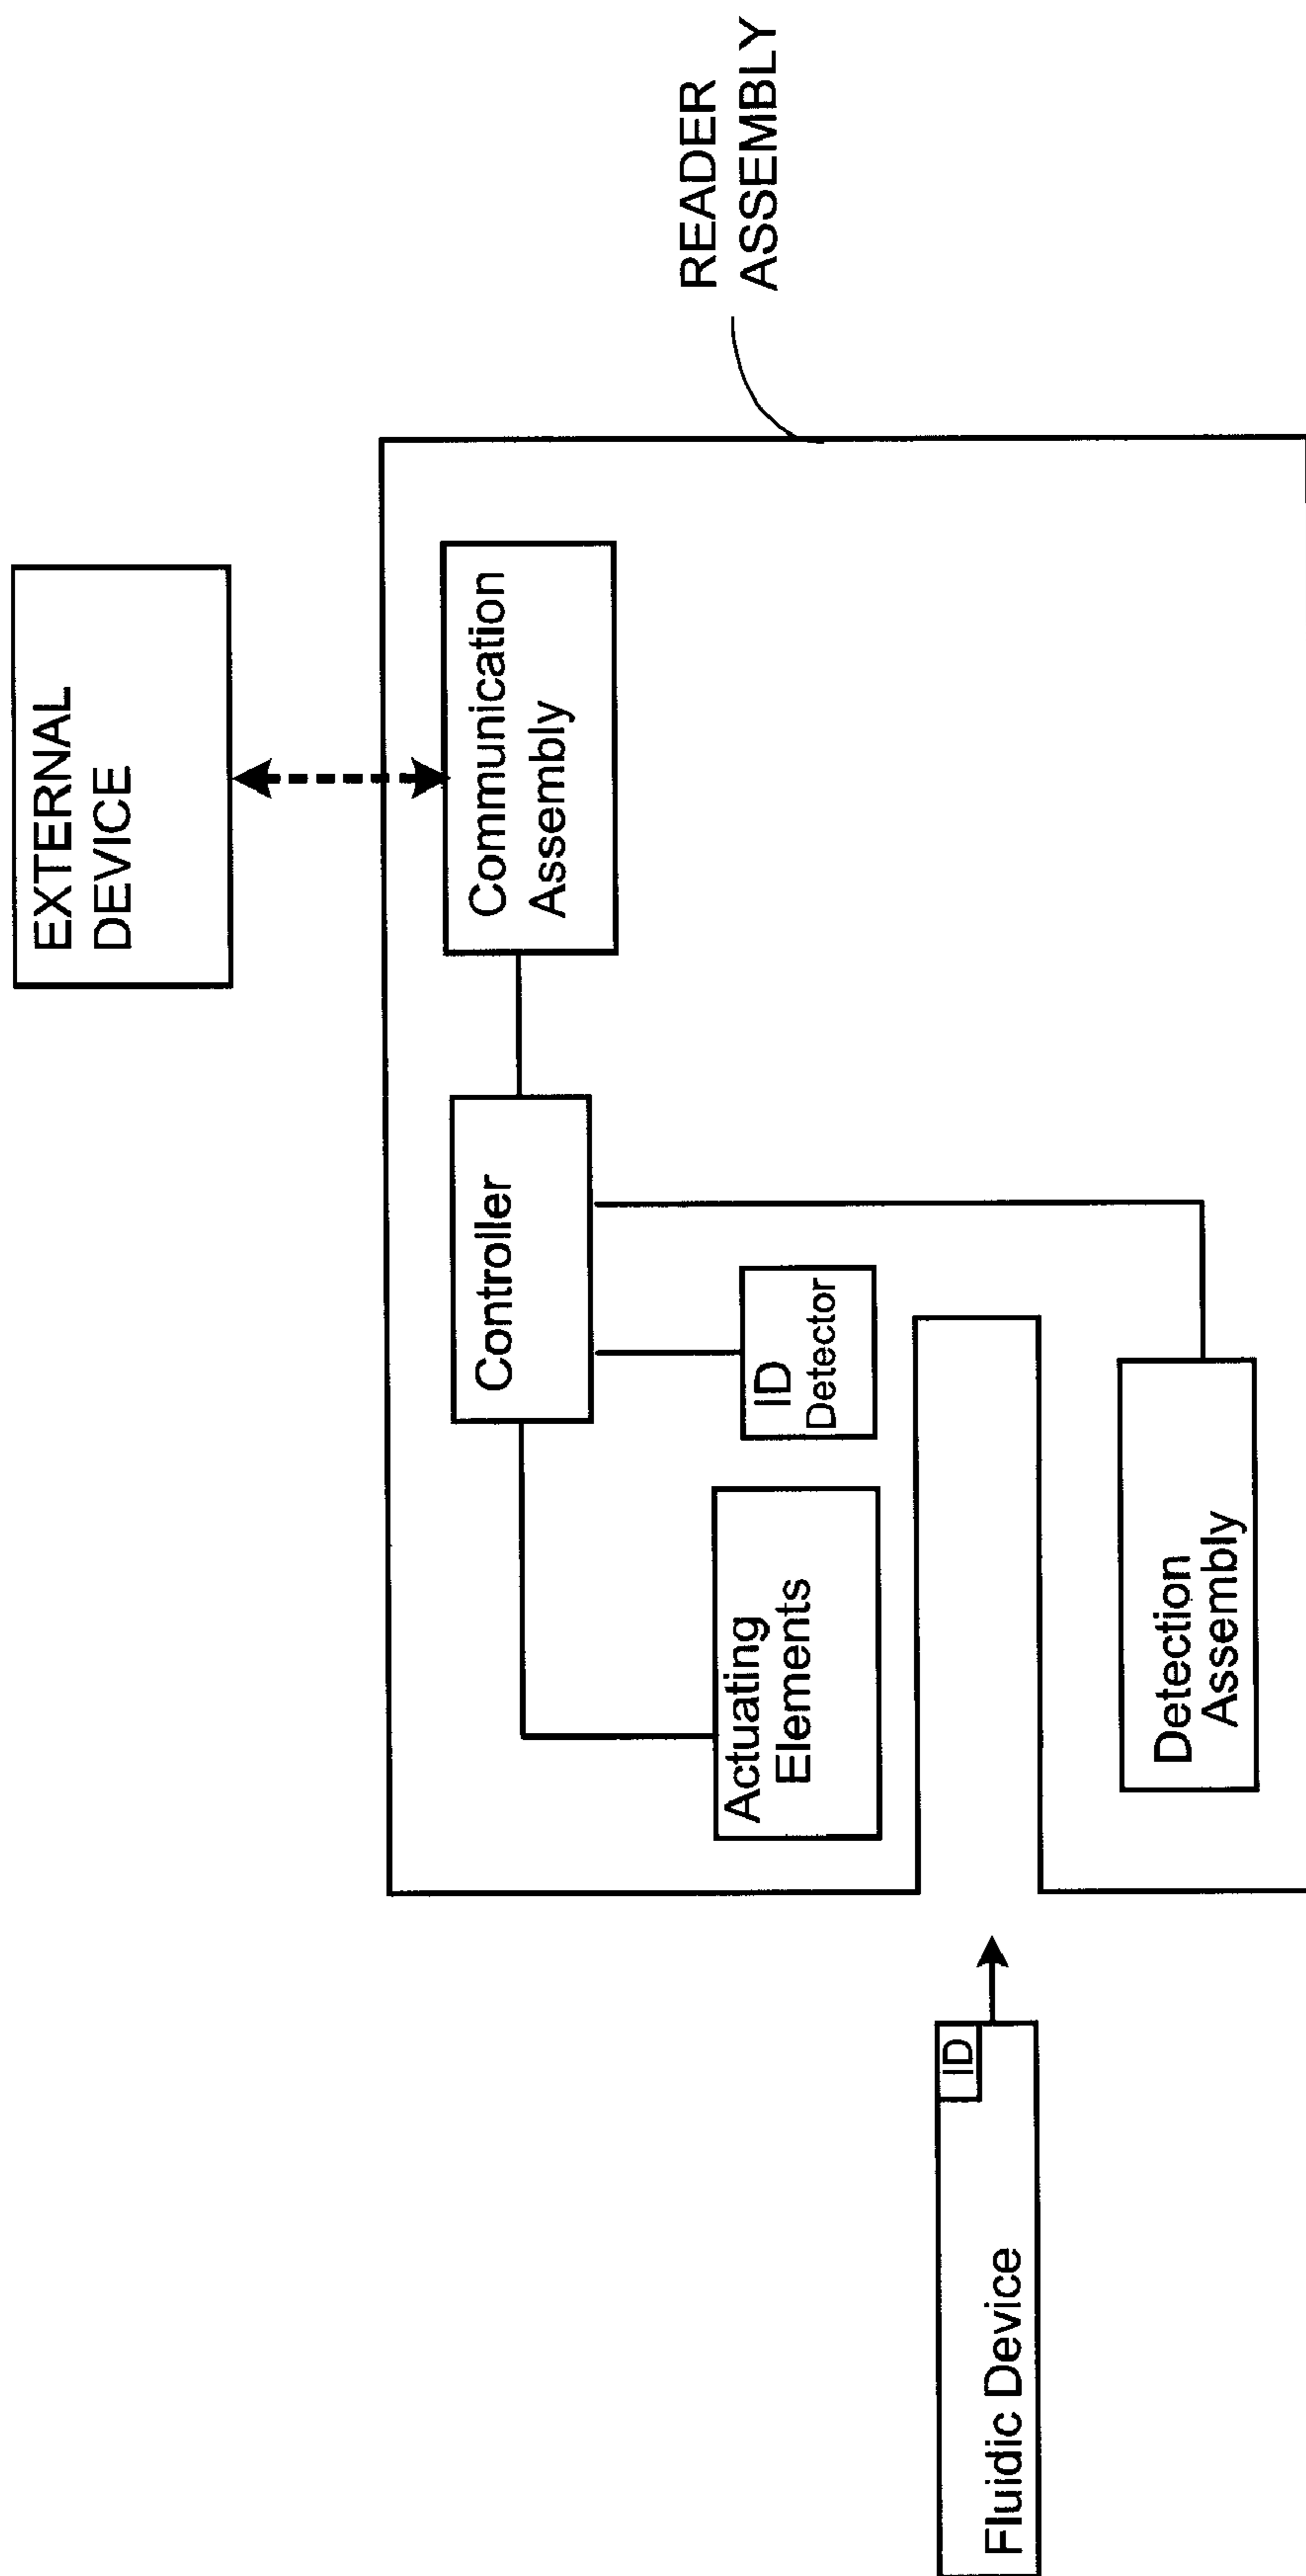 EXTERNAL
DEVICE
READER
ASSEMBLY
Communication
Assembly
Controller
ID
Detector
Actuating
Elements
Detection
Assembly
ID
Fluidic Device